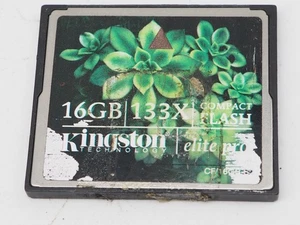 16GB 133X COMPACT FLASH
Kingston elite pro
TECHNOLOGY